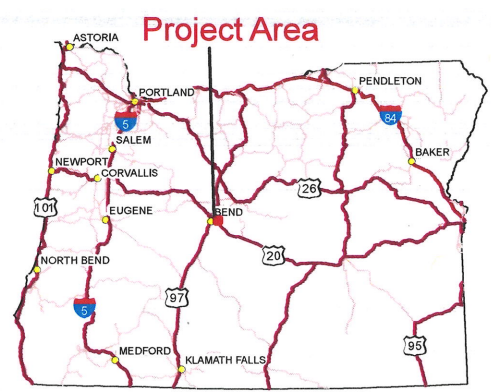 Project Area
ASTORIA
PORTLAND
PENDLETON
5
84
SALEM
BAKER
NEWPORT
CORVALLIS
26
101
EUGENE
BEND
20
NORTH BEND
97
5
95
MEDFORD
KLAMATH FALLS